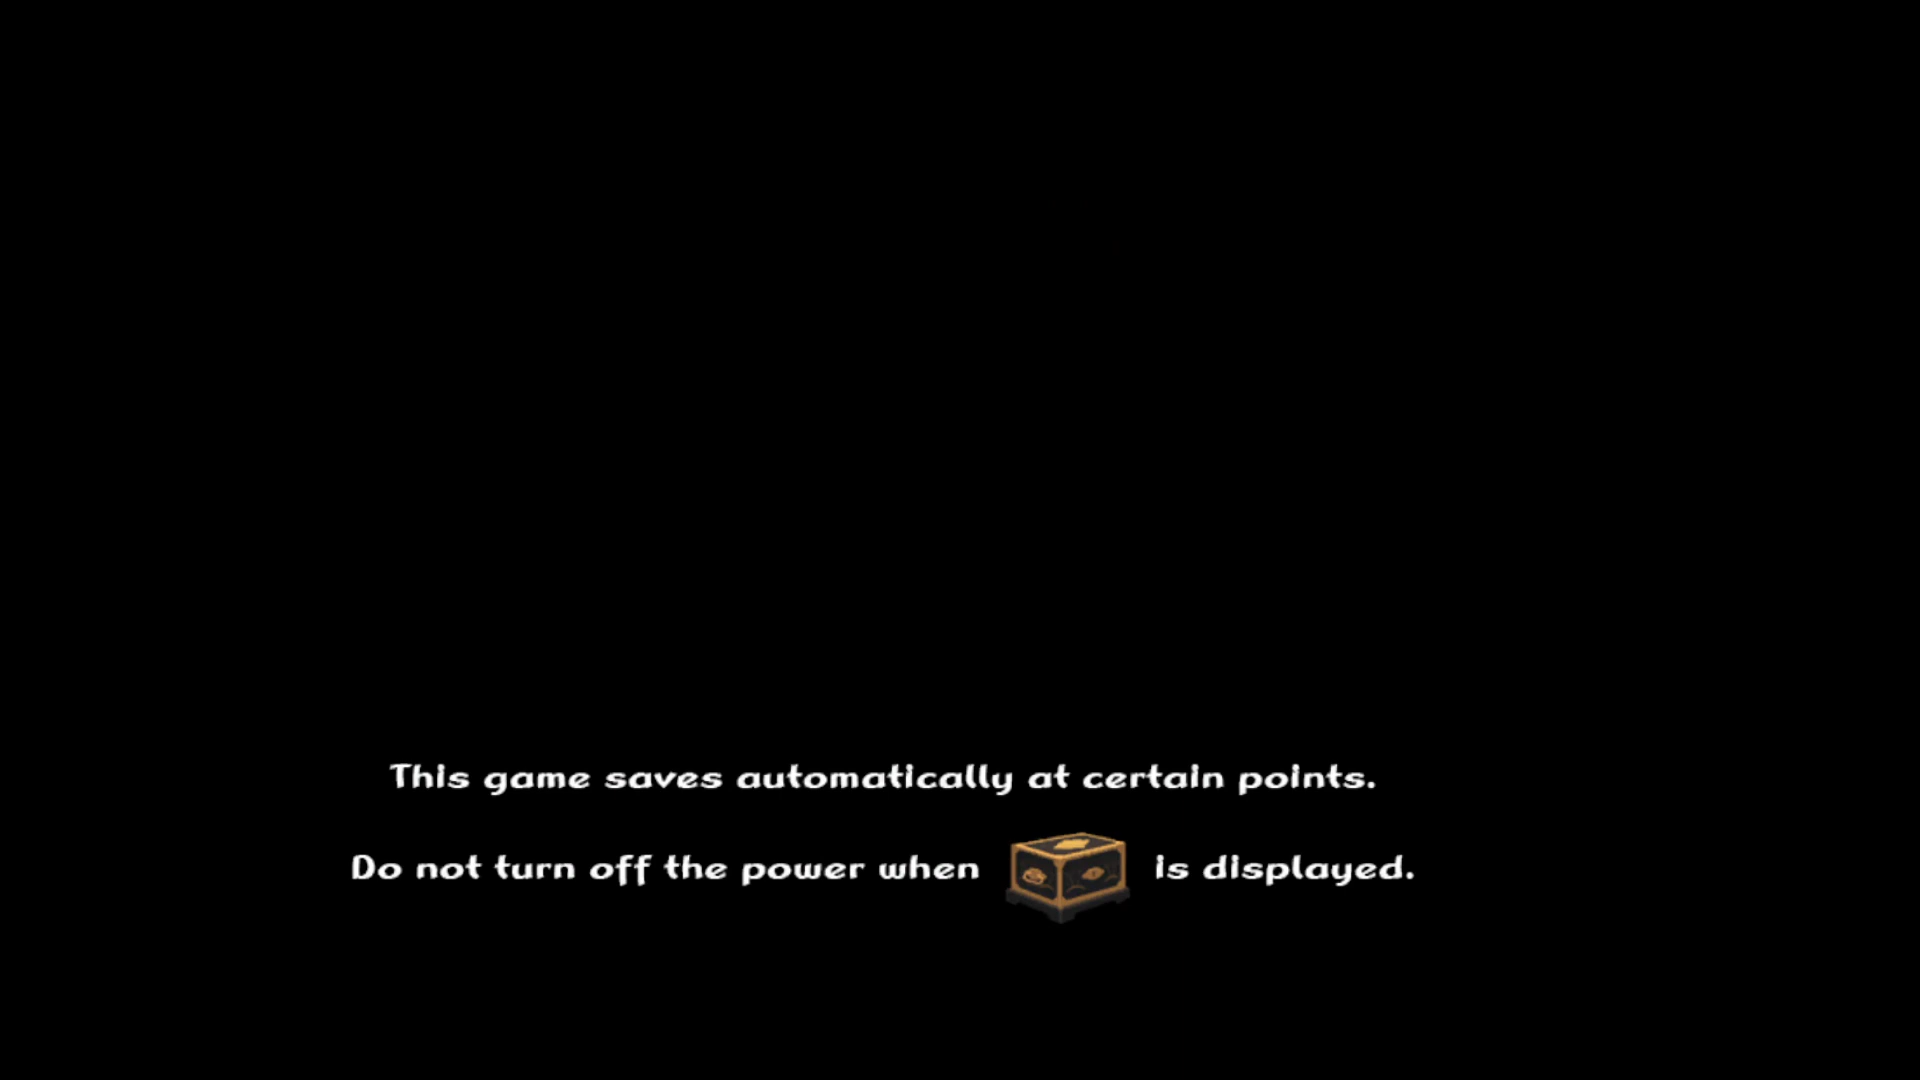 This game saves automatically at certain points.
Do not turn off the power when is displayed.